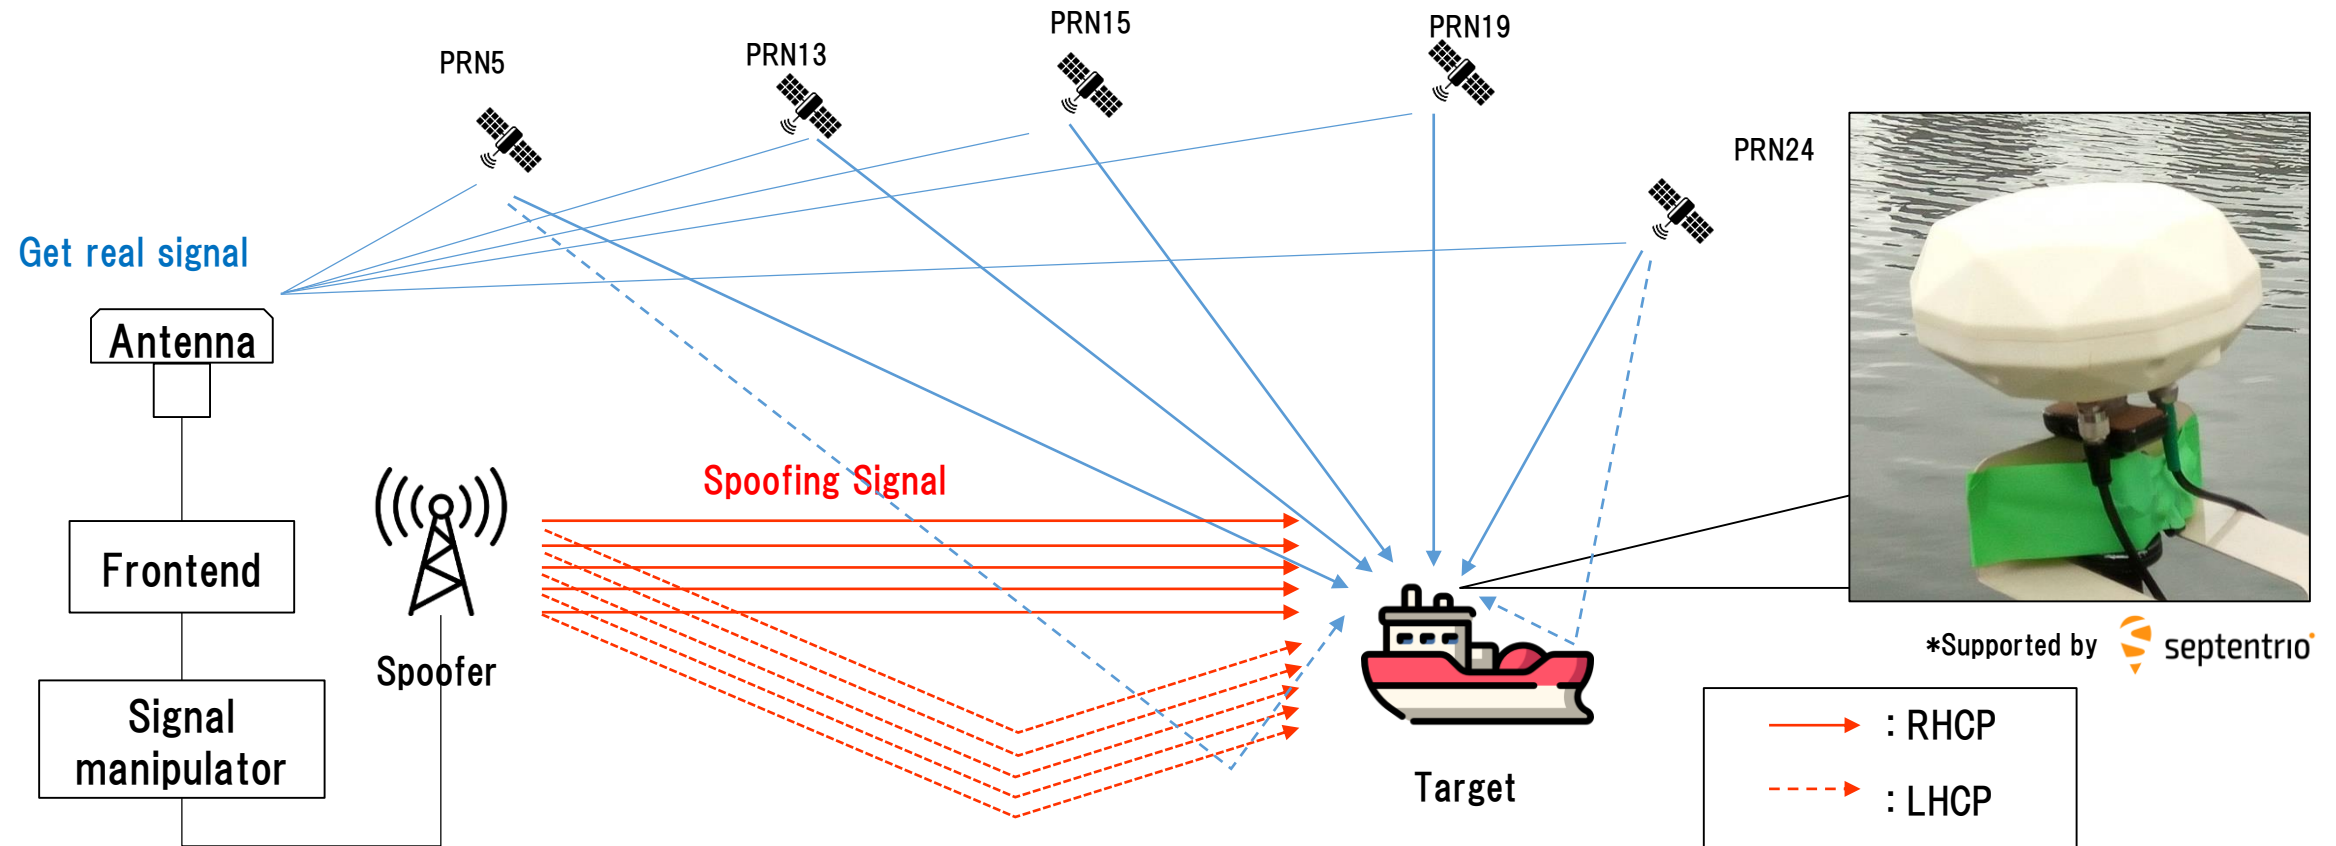 PRN5
PRN13
PRN15
PRN19
PRN24
Get real signal
Antenna
Frontend
Signal
manipulator
Spoofer
Spoofing Signal
Target
*Supported by septentrio
: RHCP
: LHCP